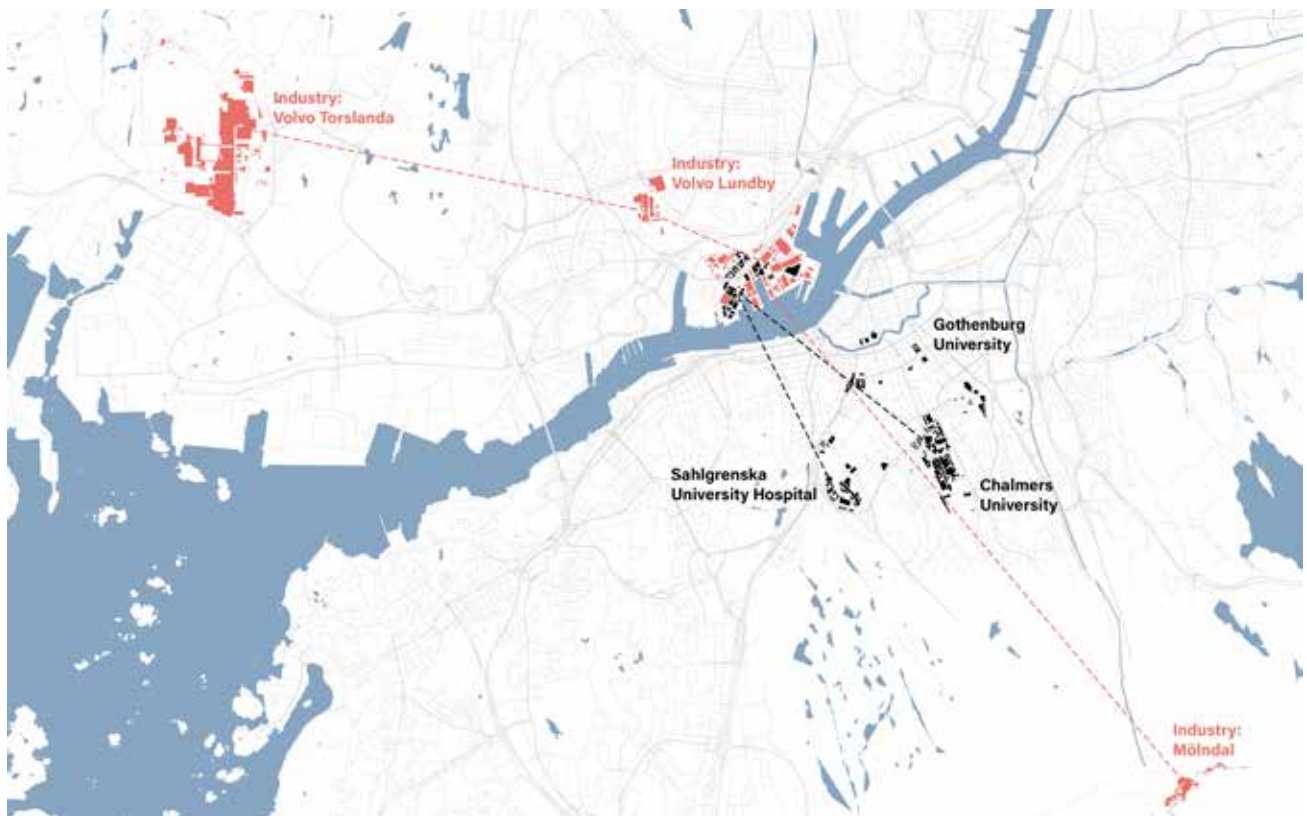 Industry:
Volvo Torslanda
Industry:
Volvo Lundby
Gothenburg
University
Sahlgrenska
University Hospital
Chalmers
University
Industry:
Mölndal